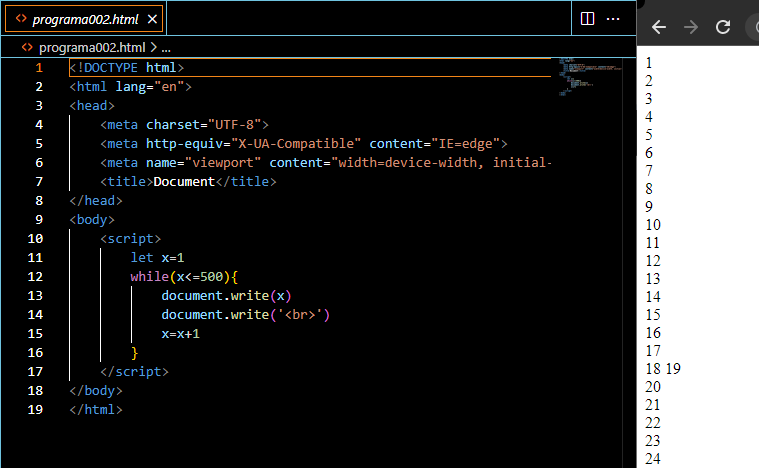 programa002.html
programa002.html > ...
1 <!DOCTYPE html>
2 <html lang="en">
3 <head>
4 <meta charset="UTF-8">
5 <meta http-equiv="X-UA-Compatible" content="IE=edge">
6 <meta name="viewport" content="width=device-width, initial-
7 <title>Document</title>
8 </head>
9 <body>
10 <script>
11 let x=1
12 while(x<=500){
13 document.write(x)
14 document.write('<br>')
15 x=x+1
16 }
17 </script>
18 </body>
19 </html>
1
2
3
4
5
6
7
8
9
10
11
12
13
14
15
16
17
18 19
20
21
22
23
24